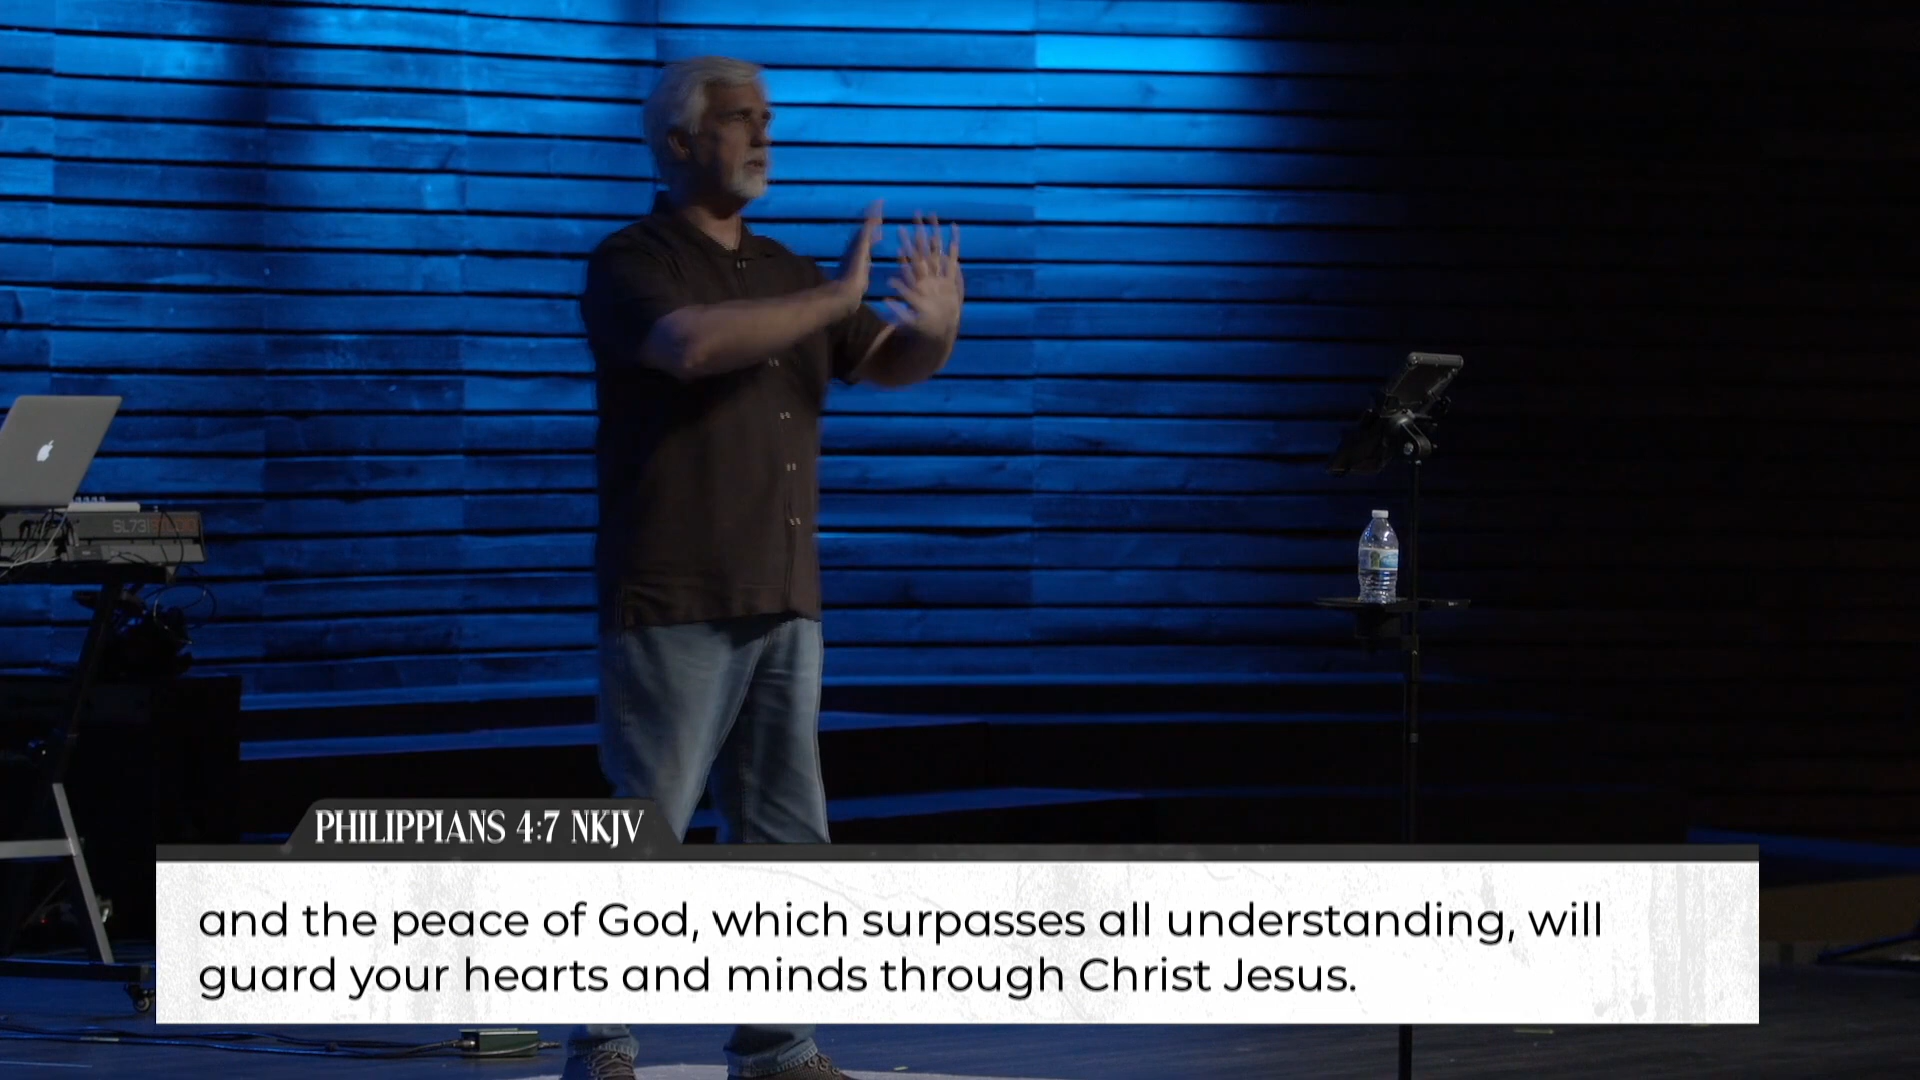 SL73
PHILIPPIANS 4:7 NKJV
and the peace of God, which surpasses all understanding, will
guard your hearts and minds through Christ Jesus.